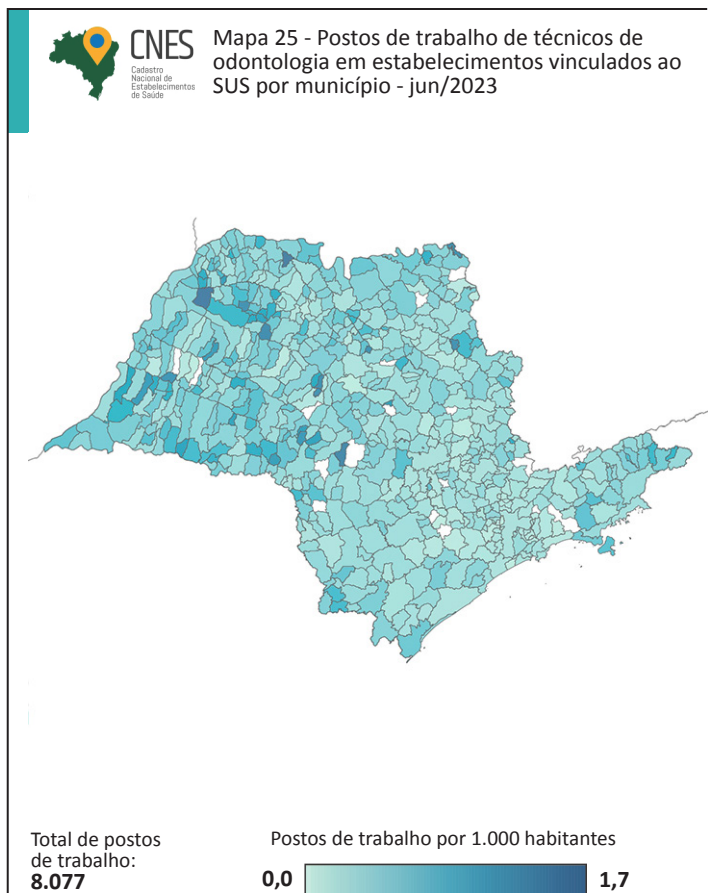 CNES
Cadastro
Nacional de
Estabelecimentos
de Saúde
Mapa 25 - Postos de trabalho de técnicos de
odontologia em estabelecimentos vinculados ao
SUS por município - jun/2023
Total de postos
de trabalho:
8.077
Postos de trabalho por 1.000 habitantes
0,0
1,7